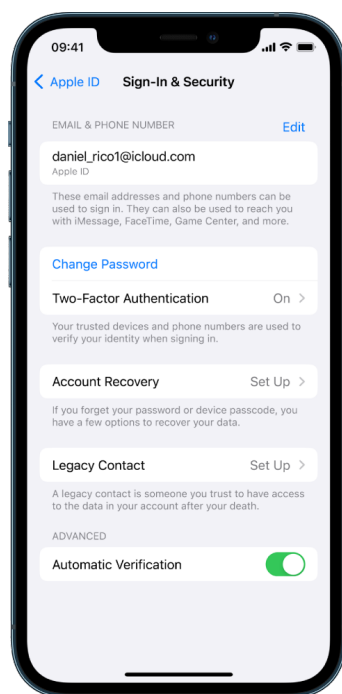 09:41
Apple ID Sign-In & Security
EMAIL & PHONE NUMBER Edit
daniel_rico1@icloud.com
Apple ID
These email addresses and phone numbers can be
used to sign in. They can also be used to reach you
with iMessage, FaceTime, Game Center, and more.
Change Password
Two-Factor Authentication On
Your trusted devices and phone numbers are used to
verify your identity when signing in.
Account Recovery Set Up
If you forget your password or device passcode, you
have a few options to recover your data.
Legacy Contact Set Up
A legacy contact is someone you trust to have access
to the data in your account after your death.
ADVANCED
Automatic Verification